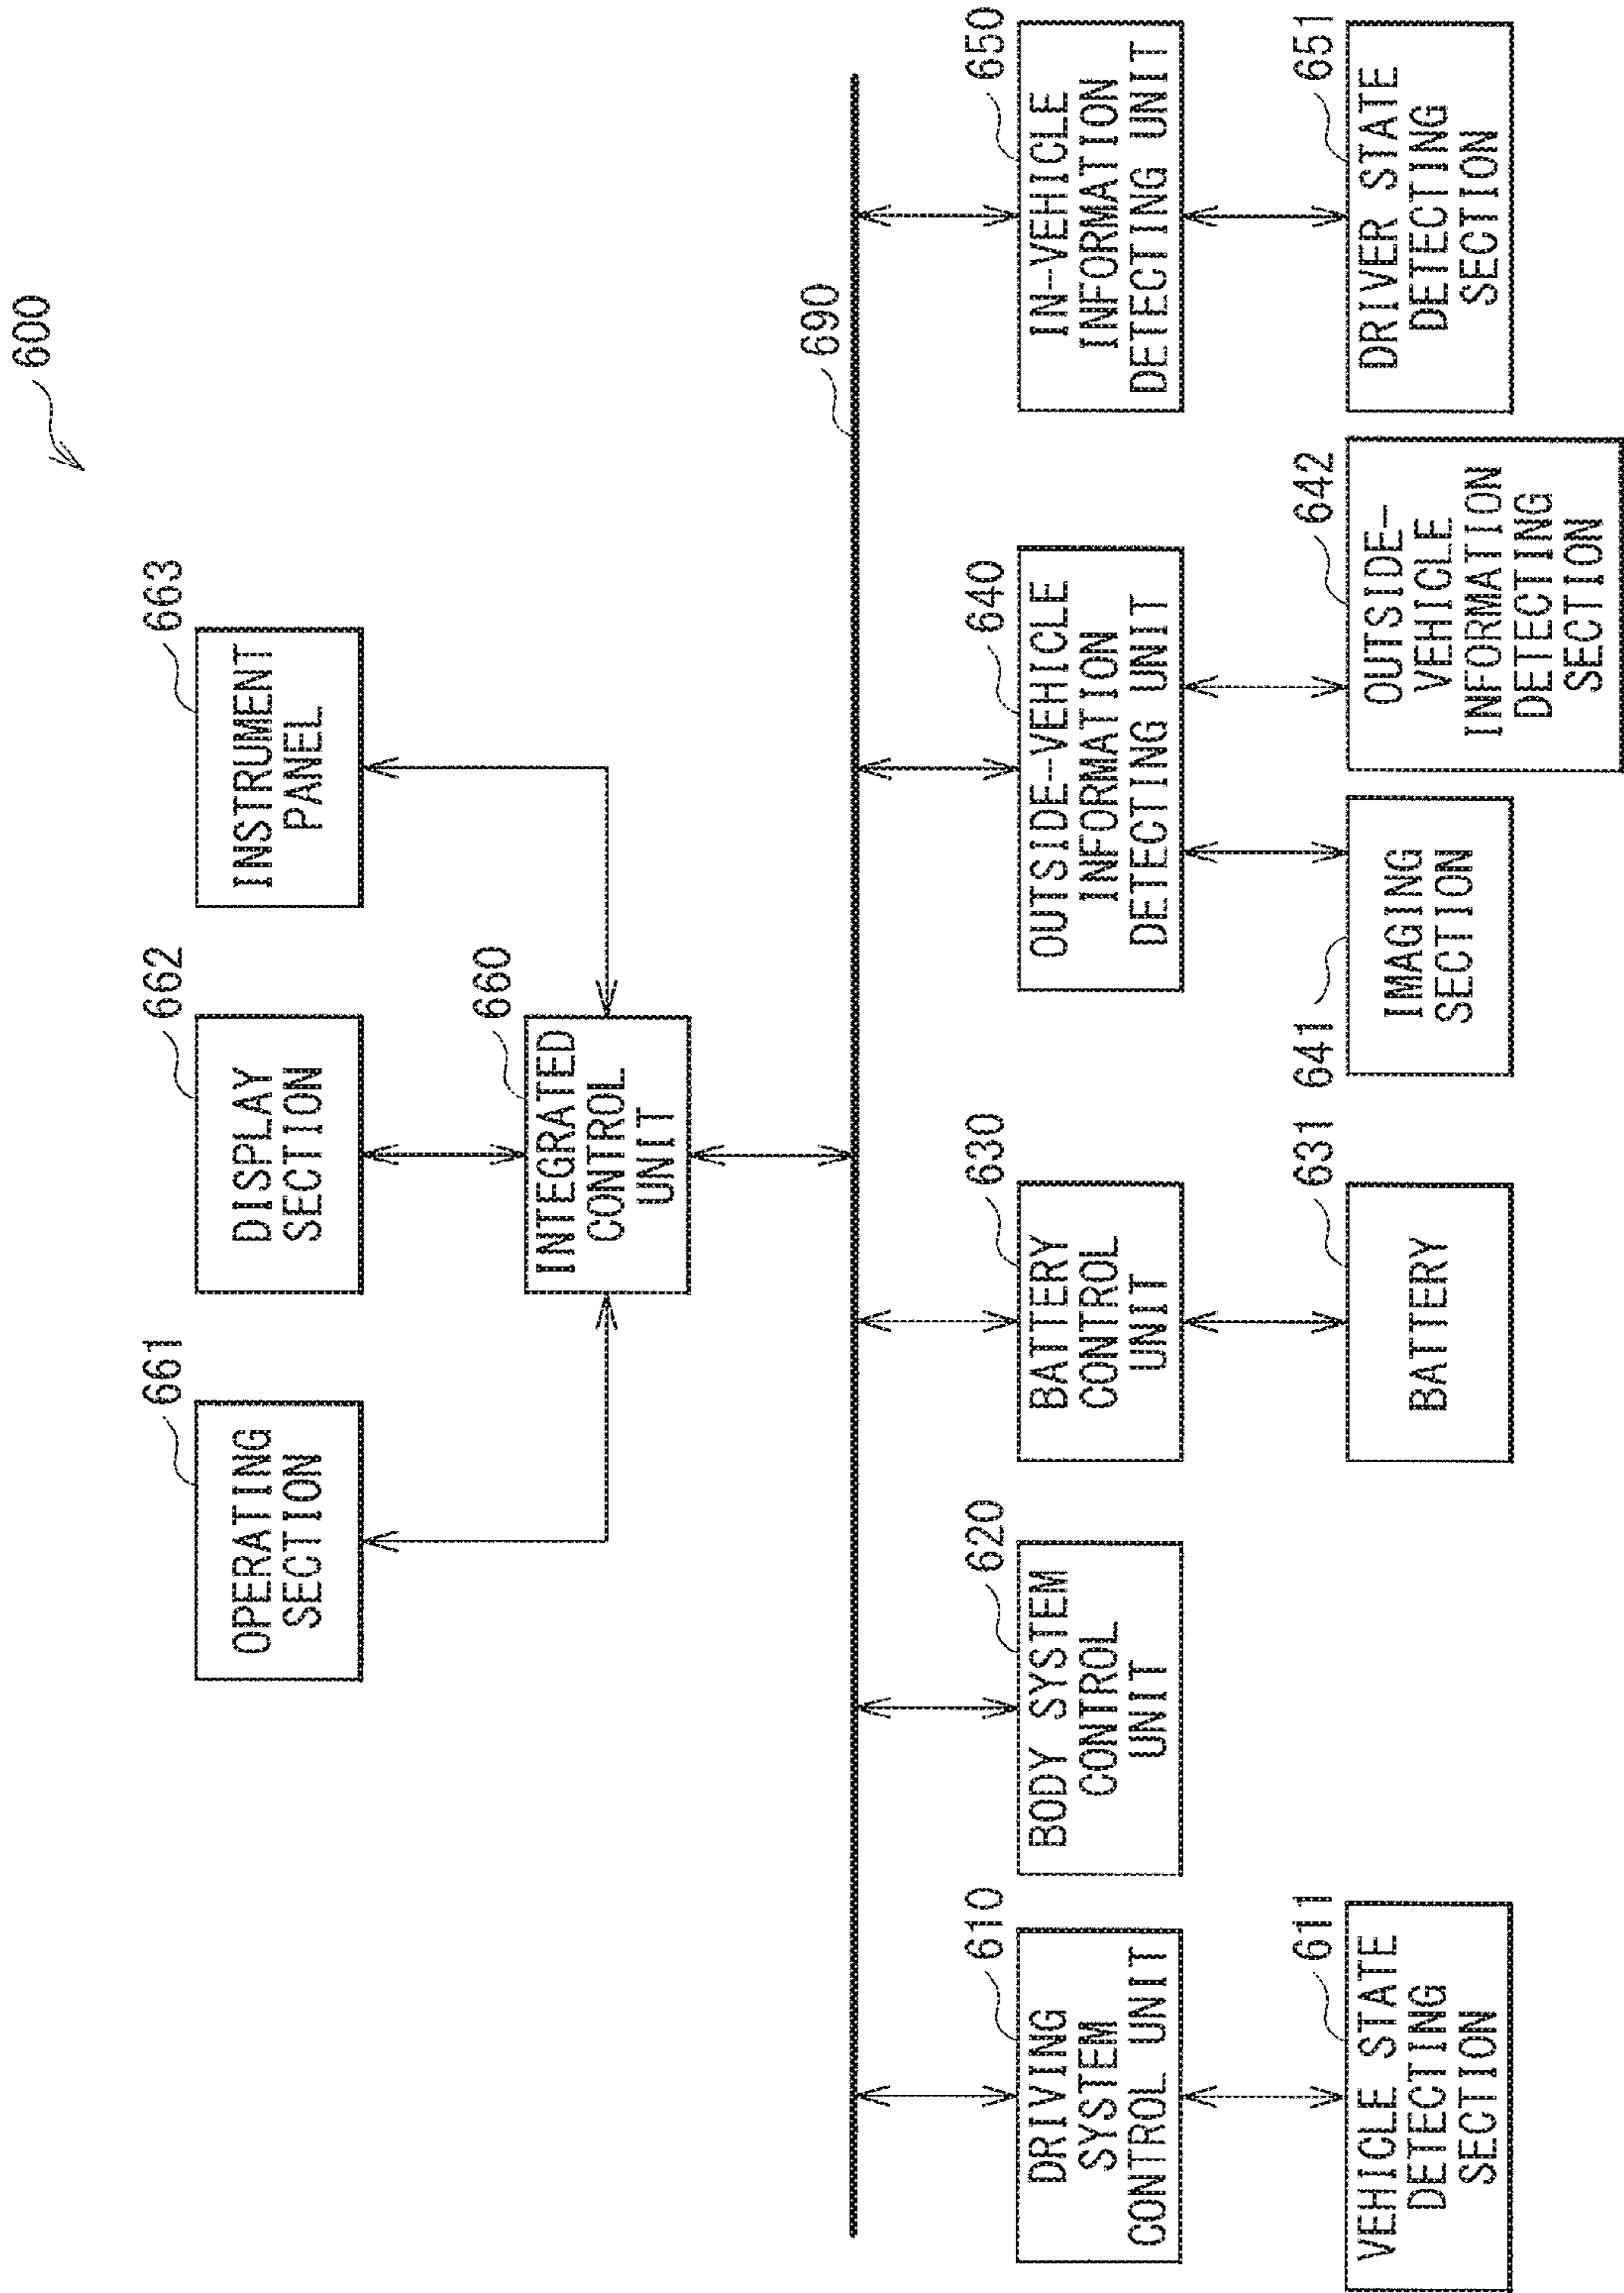 600
661
OPERATING
SECTION
662
DISPLAY
SECTION
663
INSTRUMENT
PANEL
660
INTEGRATED
CONTROL
UNIT
690
610
DRIVING
SYSTEM
CONTROL UNIT
620
BODY SYSTEM
CONTROL
UNIT
630
BATTERY
CONTROL
UNIT
640
OUTSIDE-VEHICLE
INFORMATION
DETECTING UNIT
650
IN-VEHICLE
INFORMATION
DETECTING UNIT
611
VEHICLE STATE
DETECTING
SECTION
631
BATTERY
641
IMAGING
SECTION
642
OUTSIDE-
VEHICLE
INFORMATION
DETECTING
SECTION
651
DRIVER STATE
DETECTING
SECTION